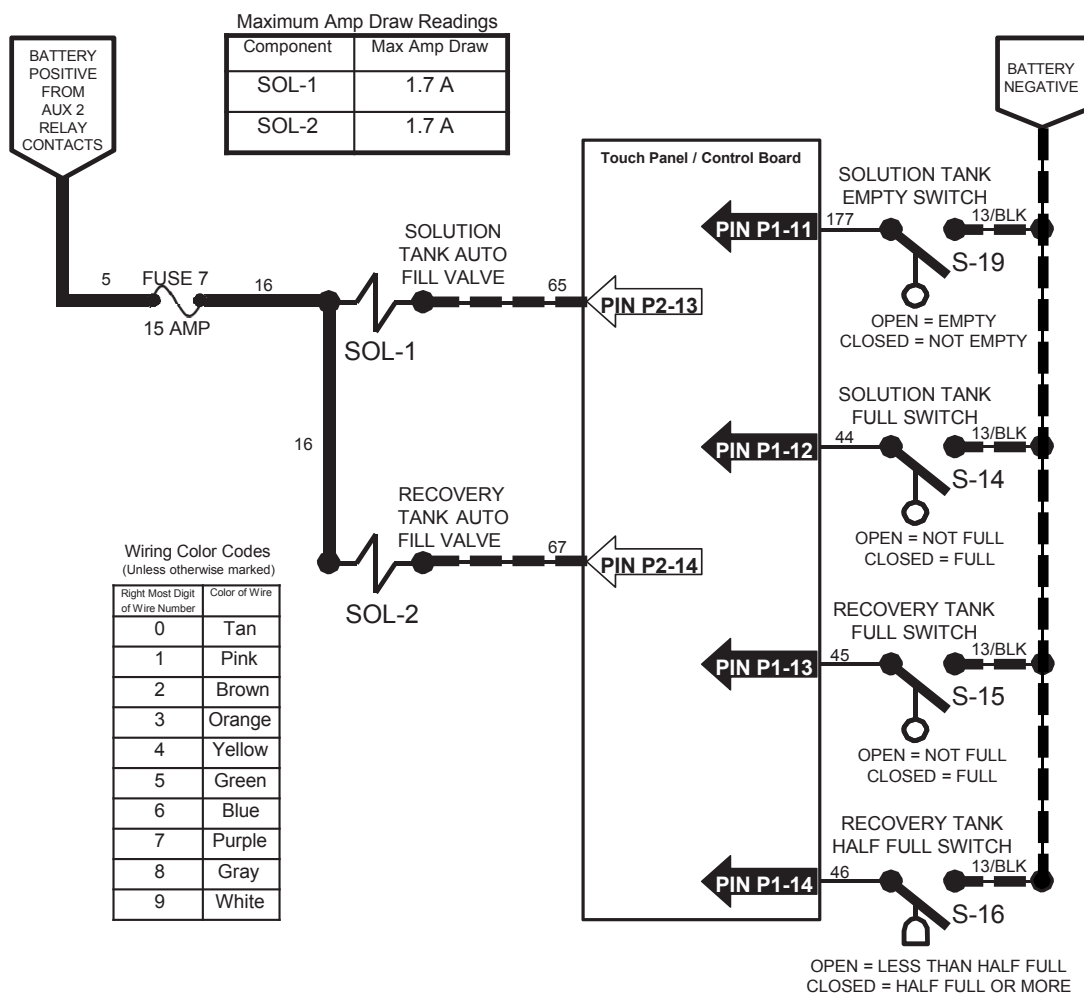 Maximum Amp Draw Readings
Component Max Amp Draw
SOL-1 1.7 A
SOL-2 1.7 A
BATTERY
POSITIVE
FROM
AUX 2
RELAY
CONTACTS
BATTERY
NEGATIVE
5
FUSE 7
15 AMP
16
16
SOLUTION
TANK AUTO
FILL VALVE
65
SOL-1
RECOVERY
TANK AUTO
FILL VALVE
67
SOL-2
Touch Panel / Control Board
PIN P1-11
PIN P2-13
PIN P1-12
PIN P2-14
PIN P1-13
PIN P1-14
SOLUTION TANK
EMPTY SWITCH
177
13/BLK
S-19
OPEN = EMPTY
CLOSED = NOT EMPTY
SOLUTION TANK
FULL SWITCH
44
13/BLK
S-14
OPEN = NOT FULL
CLOSED = FULL
RECOVERY TANK
FULL SWITCH
45
13/BLK
S-15
OPEN = NOT FULL
CLOSED = FULL
RECOVERY TANK
HALF FULL SWITCH
46
13/BLK
S-16
OPEN = LESS THAN HALF FULL
CLOSED = HALF FULL OR MORE
Wiring Color Codes
(Unless otherwise marked)
Right Most Digit
of Wire Number
Color of Wire
0 Tan
1 Pink
2 Brown
3 Orange
4 Yellow
5 Green
6 Blue
7 Purple
8 Gray
9 White